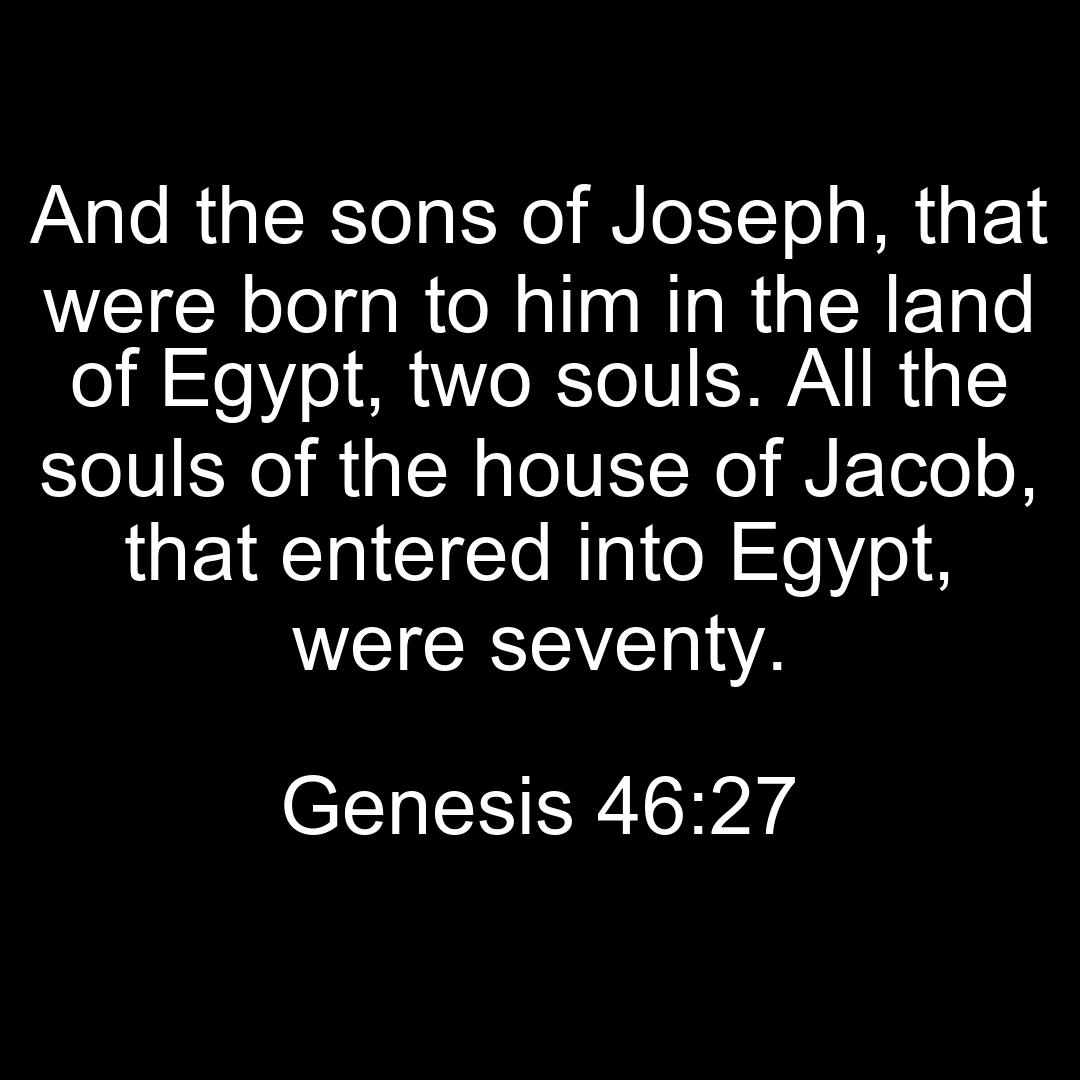 And the sons of Joseph, that
were born to him in the land
of Egypt, two souls. All the
souls of the house of Jacob,
that entered into Egypt,
were seventy.
Genesis 46:27